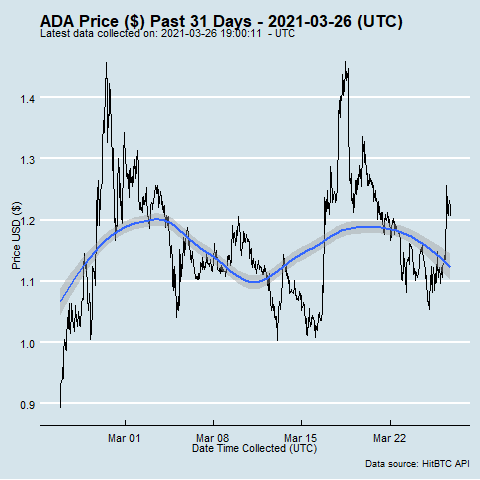 ADA Price ($) Past 31 Days - 2021-03-26 (UTC)
Latest data collected on: 2021-03-26 19:00:11 - UTC
Price USD ($)
1.4
1.3
1.2
1.1
1.0
0.9
Mar 01 Mar 08 Mar 15 Mar 22
Date Time Collected (UTC)
Data source: HitBTC API